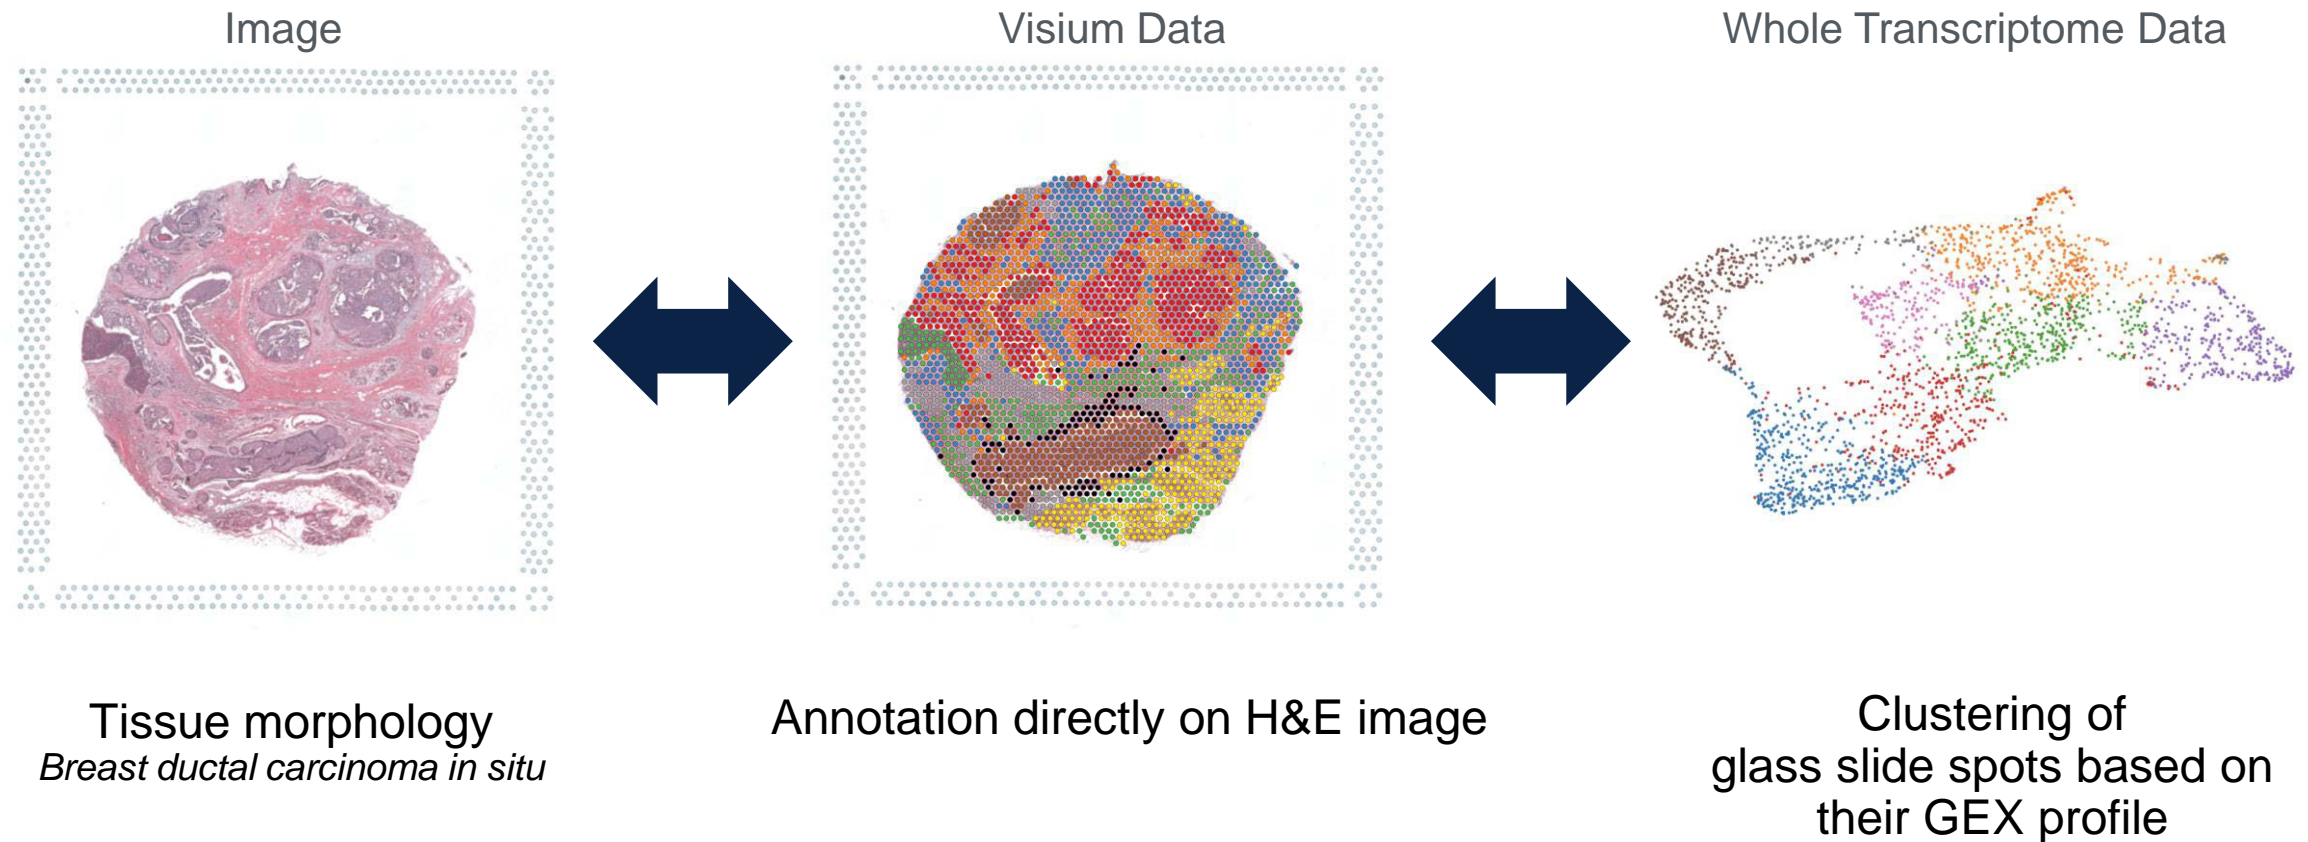 Image
Visium Data
Whole Transcriptome Data
Tissue morphology
Breast ductal carcinoma in situ
Annotation directly on H&E image
Clustering of
glass slide spots based on
their GEX profile